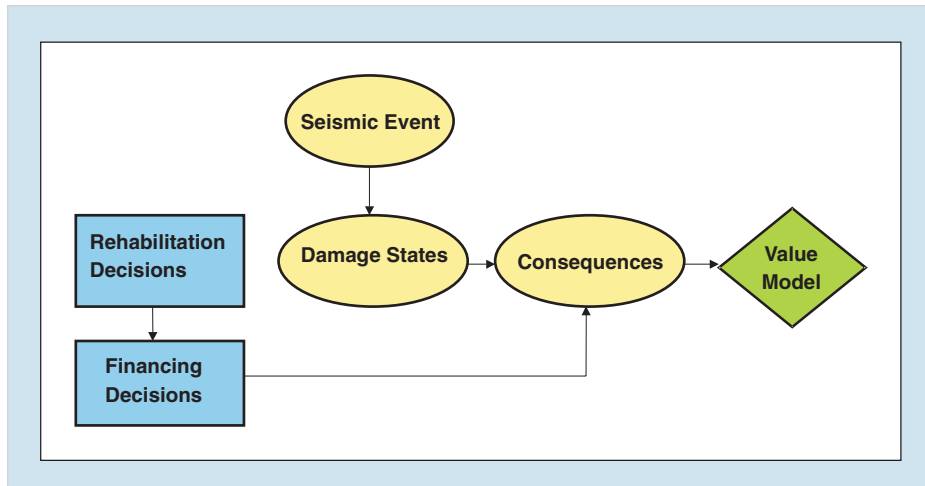 Seismic Event
Rehabilitation
Decisions
Damage States
Consequences
Value
Model
Financing
Decisions